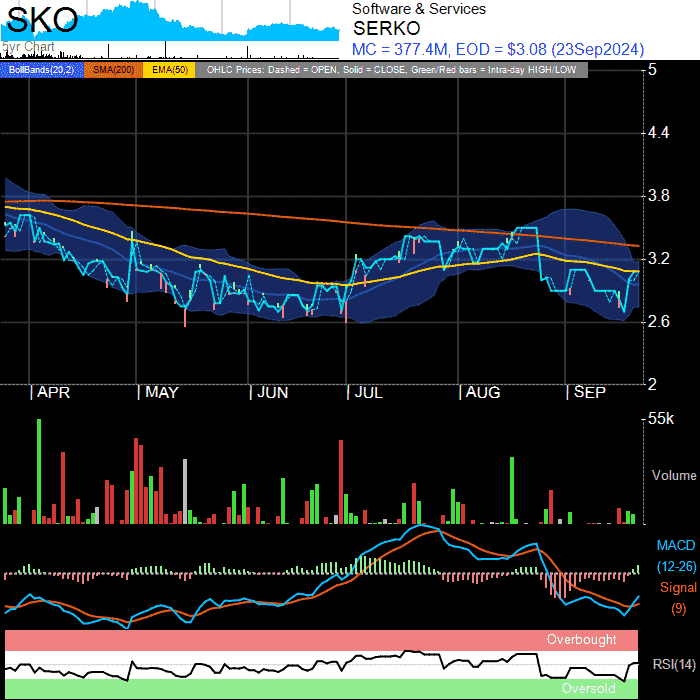 SKO
5yr Chart
Software & Services
SERKO
MC = 377.4M, EOD = $3.08 (23Sep2024)
BollBands(20,2) SMA(200) EMA(50) OHLC Prices: Dashed = OPEN, Solid = CLOSE, Green/Red bars = Intra-day HIGH/LOW
5
4.4
3.8
3.2
2.6
2
APR MAY JUN JUL AUG SEP
55k
Volume
MACD
(12-26)
Signal
(9)
Overbought
RSI(14)
Oversold